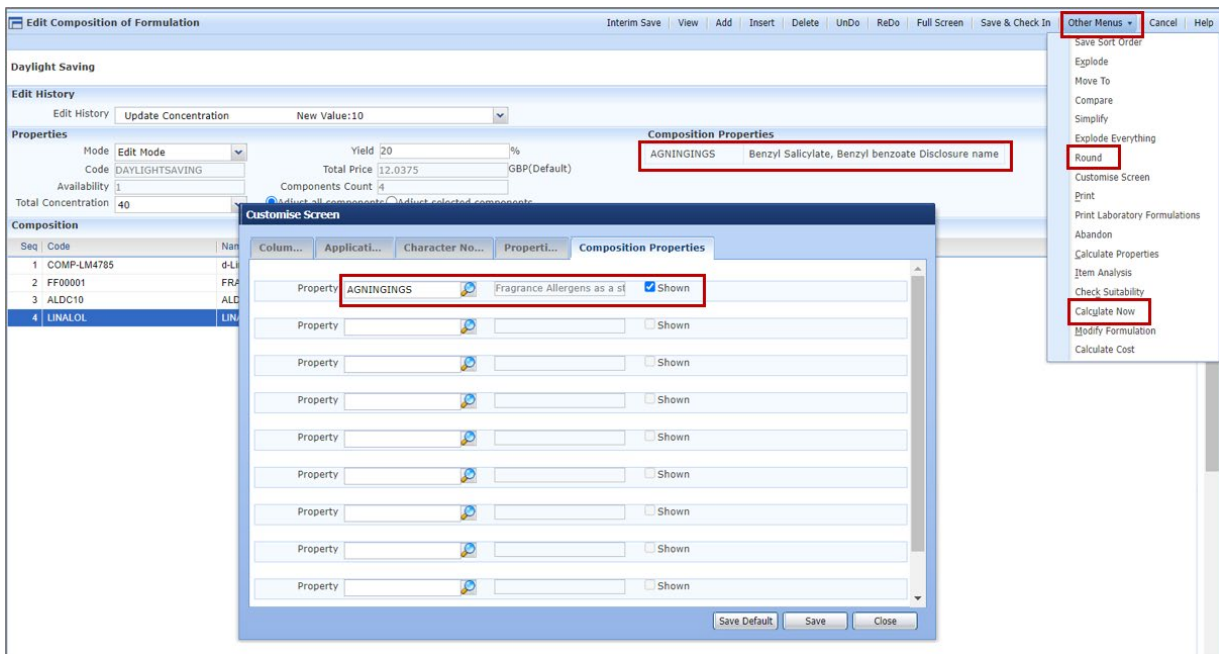 Edit Composition of Formulation
Interim Save View Add Insert Delete UnDo ReDo Full Screen Save & Check In Other Menus Cancel Help
Save Sort Order
Explode
Move To
Compare
Simplify
Explode Everything
Round
Customise Screen
Print
Print Laboratory Formulations
Abandon
Calculate Properties
Item Analysis
Check Suitability
Calculate Now
Modify Formulation
Calculate Cost
Daylight Saving
Edit History
Edit History Update Concentration New Value:10
Properties
Mode Edit Mode Yield 20 %
Code DAYLIGHTSAVING Total Price 12.0375 GBP(Default)
Availability 1 Components Count 4
Total Concentration 40 Adjust all components Adjust selected components
Composition Properties
AGNINGINGS Benzyl Salicylate, Benzyl benzoate Disclosure name
Composition
Seq Code Nam
1 COMP-LM4785 d-Li
2 FF00001 FRA
3 ALDC10 ALD
4 LINALOL LINA
Customise Screen
Colum... Applicati... Character No... Properti... Composition Properties
Property AGNINGINGS Fragrance Allergens as a st Shown
Property Shown
Property Shown
Property Shown
Property Shown
Property Shown
Property Shown
Property Shown
Property Shown
Save Default Save Close